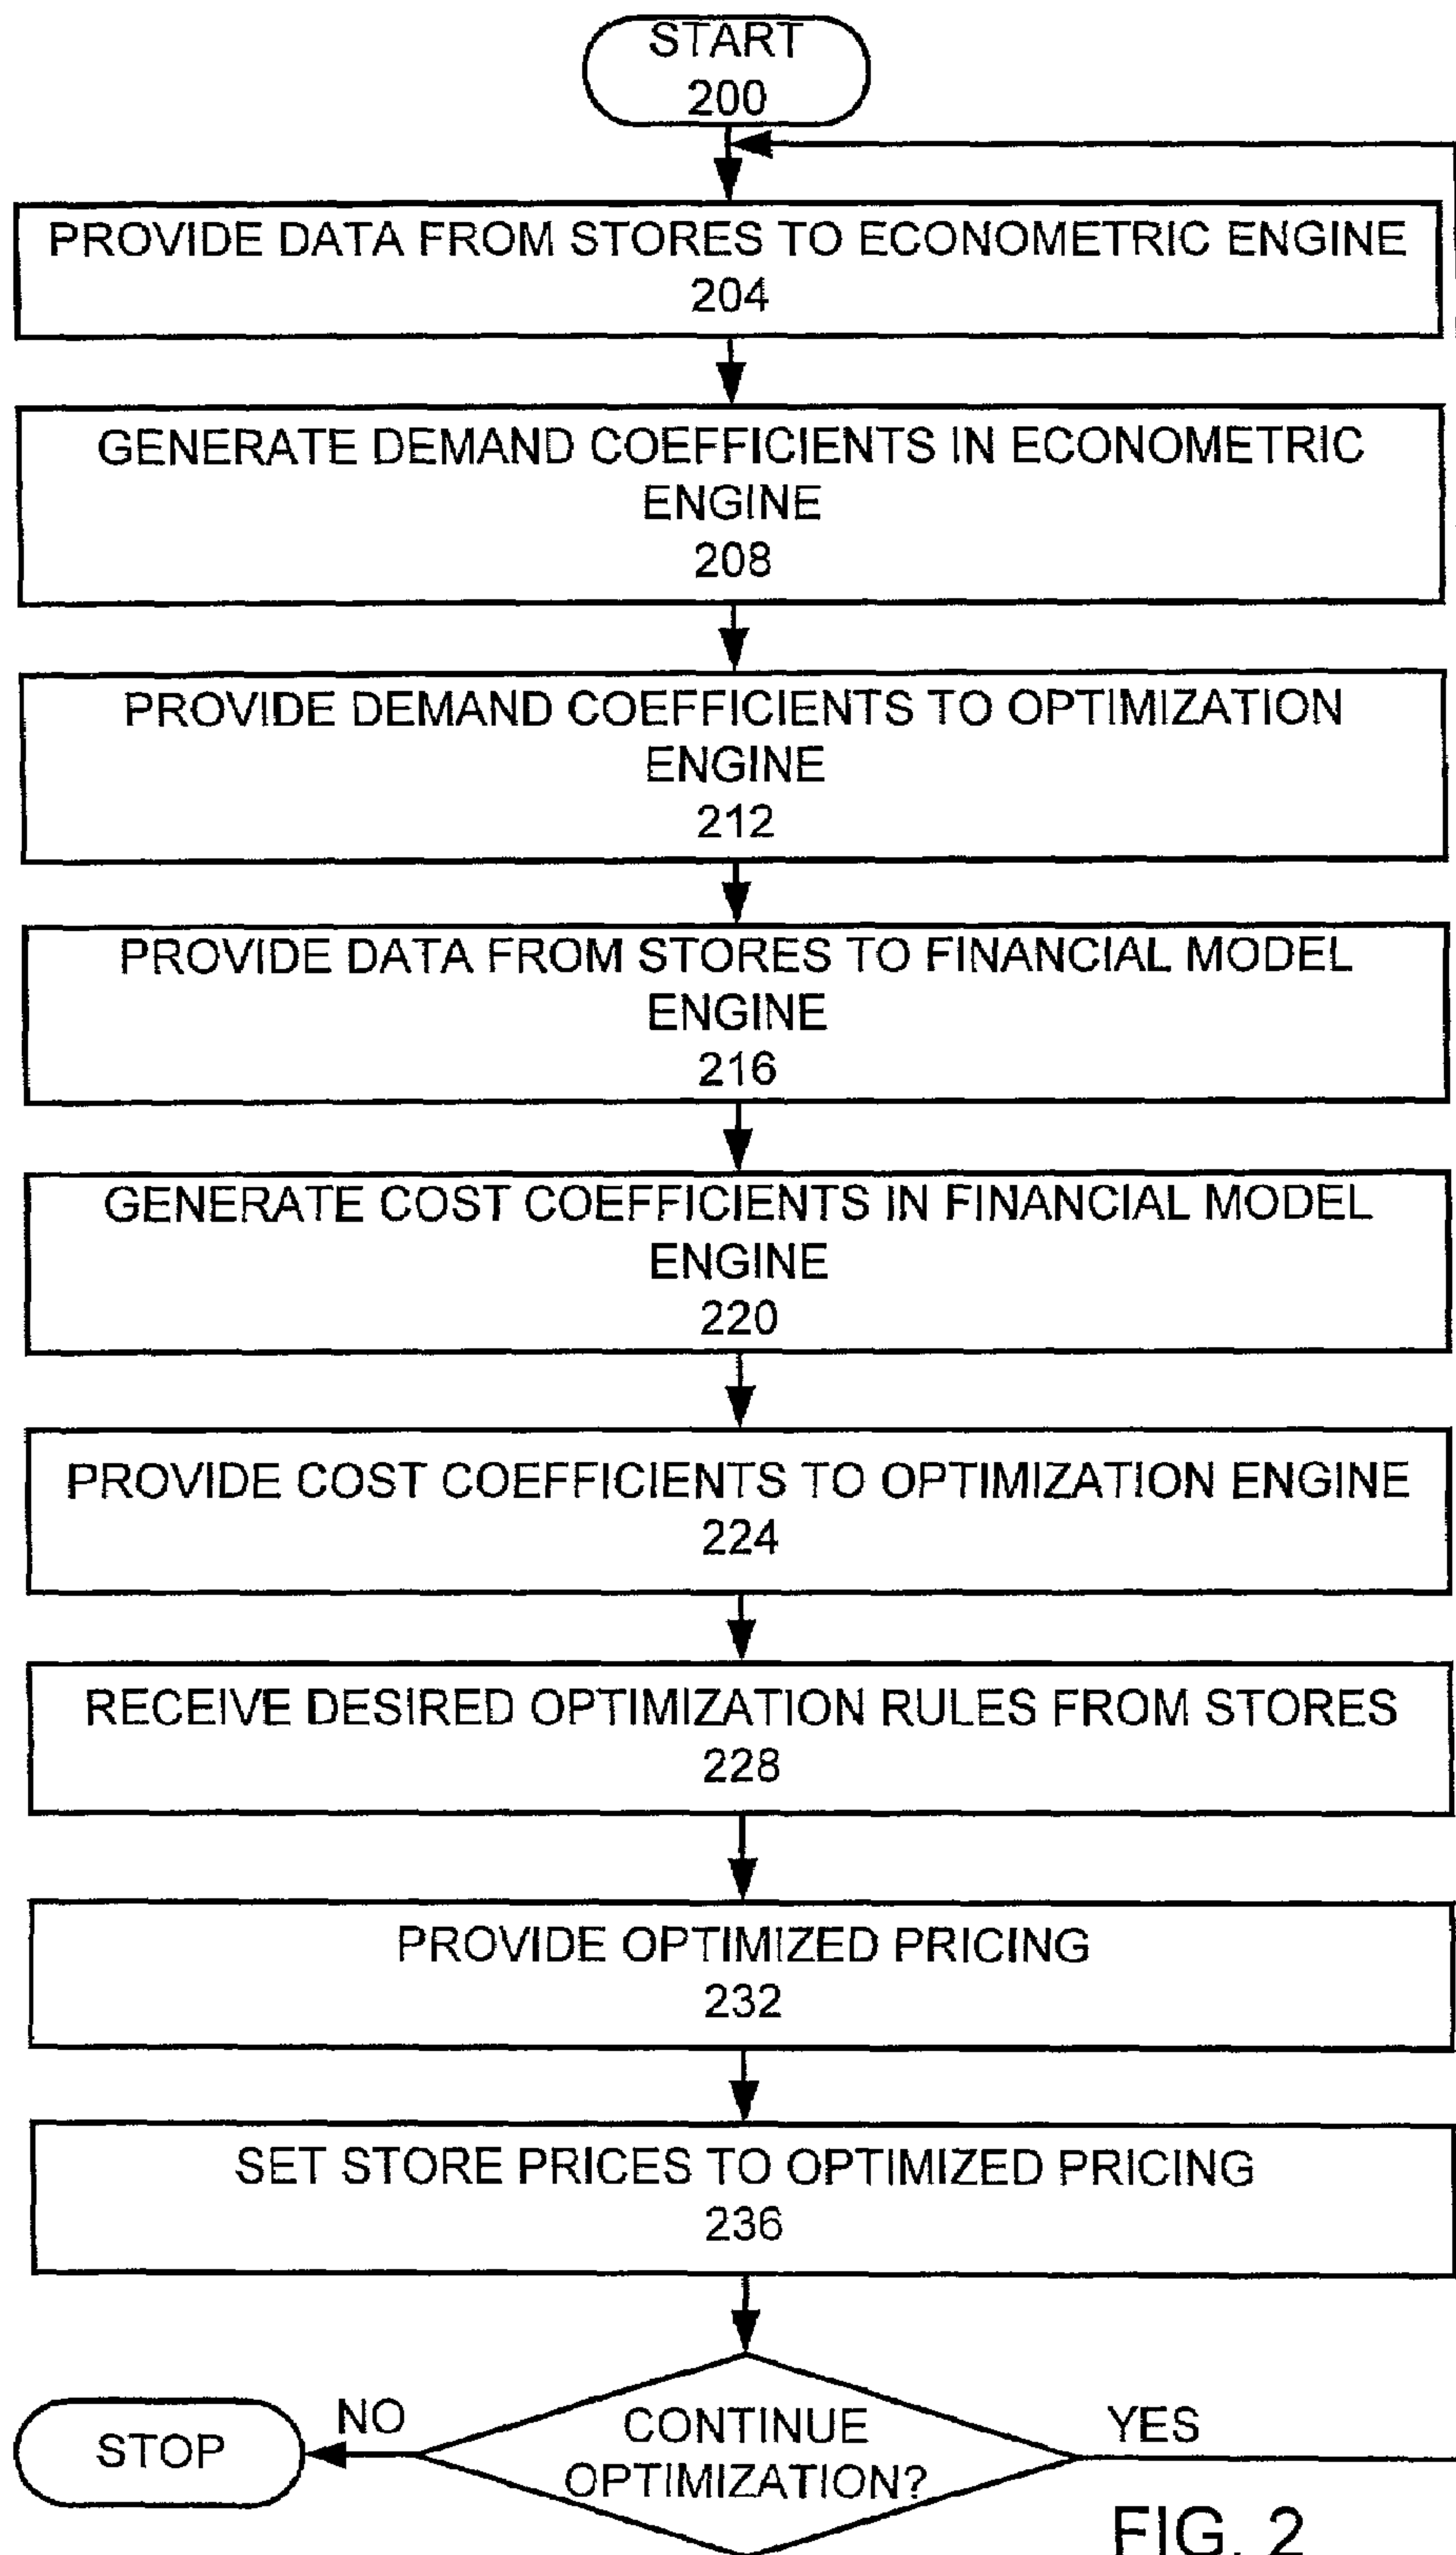 START
200
PROVIDE DATA FROM STORES TO ECONOMETRIC ENGINE
204
GENERATE DEMAND COEFFICIENTS IN ECONOMETRIC
ENGINE
208
PROVIDE DEMAND COEFFICIENTS TO OPTIMIZATION
ENGINE
212
PROVIDE DATA FROM STORES TO FINANCIAL MODEL
ENGINE
216
GENERATE COST COEFFICIENTS IN FINANCIAL MODEL
ENGINE
220
PROVIDE COST COEFFICIENTS TO OPTIMIZATION ENGINE
224
RECEIVE DESIRED OPTIMIZATION RULES FROM STORES
228
PROVIDE OPTIMIZED PRICING
232
SET STORE PRICES TO OPTIMIZED PRICING
236
STOP
NO
CONTINUE
OPTIMIZATION?
YES
FIG. 2